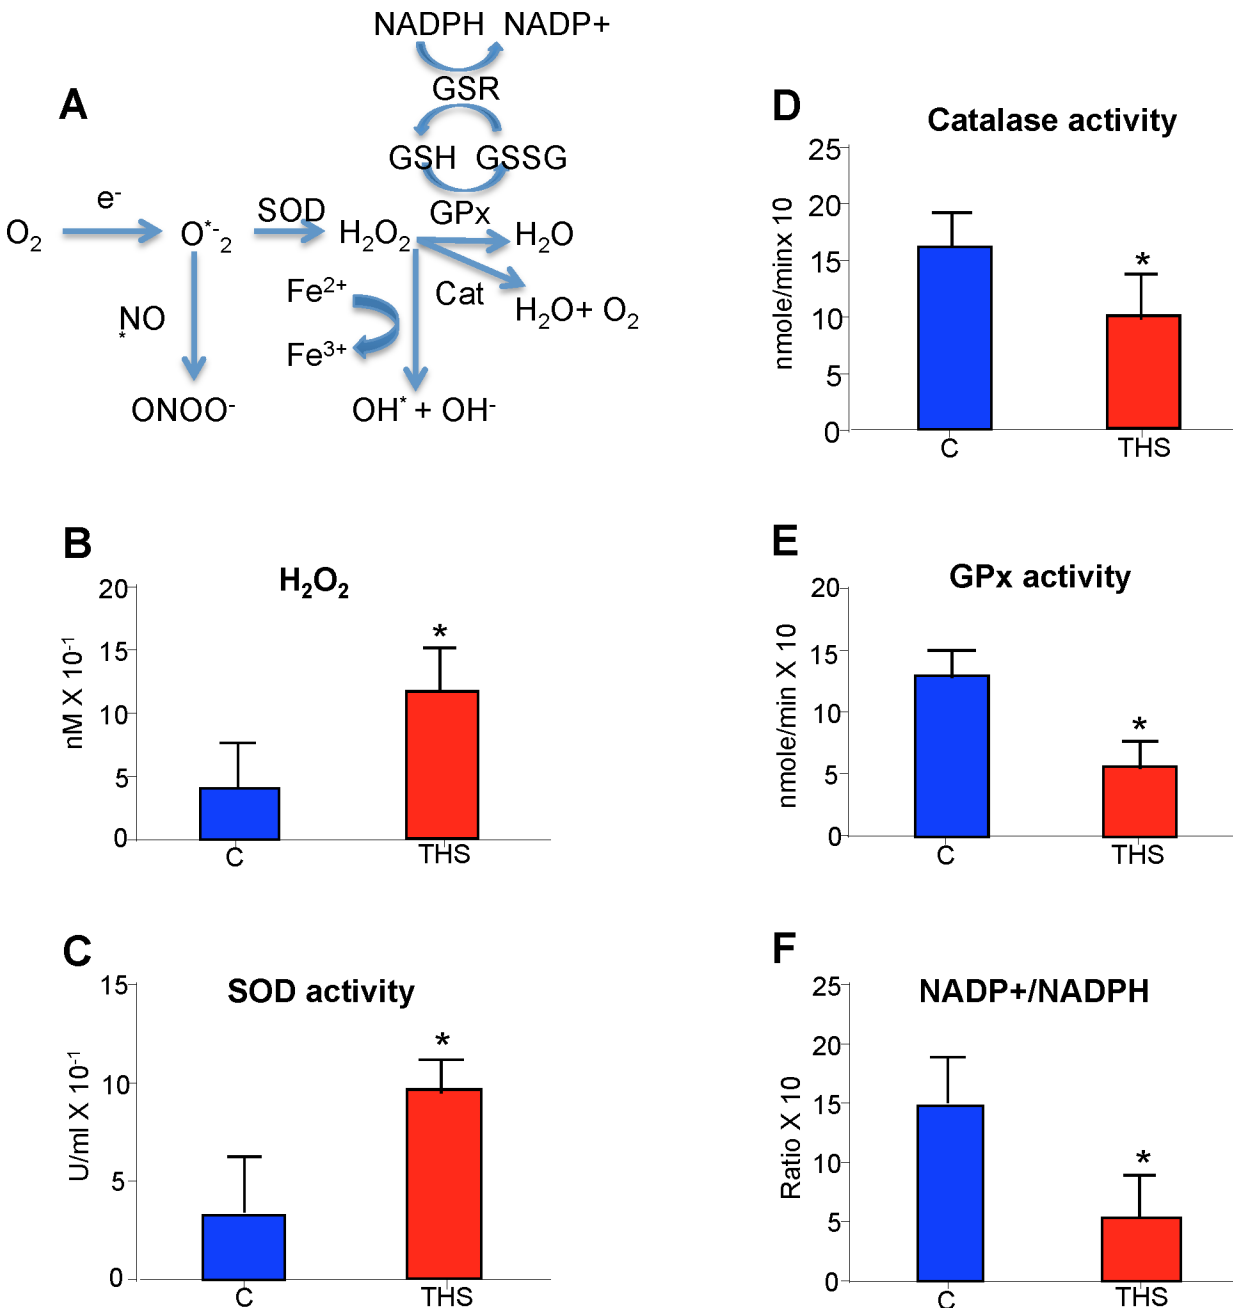 A
NADPH NADP+
GSR
GSH GSSG
GPx
O₂
e⁻
O*⁻₂
SOD
H₂O₂
H₂O
Cat
H₂O+ O₂
Fe²⁺
Fe³⁺
*NO
ONOO⁻
OH* + OH⁻
B
H₂O₂
nM X 10⁻¹
20
15
10
5
0
*
C
THS
C
SOD activity
U/ml X 10⁻¹
15
10
5
0
*
C
THS
D
Catalase activity
nmole/minx 10
25
20
15
10
5
0
*
C
THS
E
GPx activity
nmole/min X 10
20
15
10
5
0
*
C
THS
F
NADP+/NADPH
Ratio X 10
25
20
15
10
5
0
*
C
THS